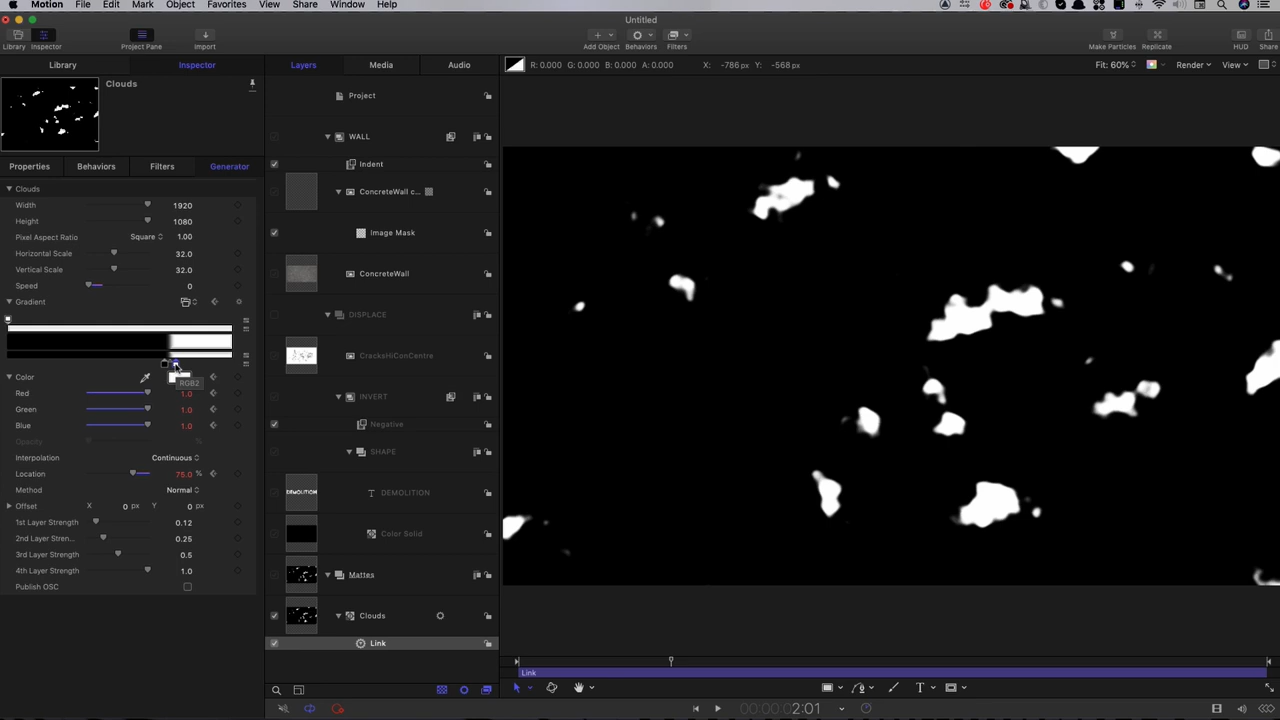 Motion File Edit Mark Object Favorites View Share Window Help
Untitled
Library Inspector Project Pane Import Add Object Behaviors Filters Make Particles Replicate HUD Share
Library Inspector Layers Media Audio R: 0.000 G: 0.000 B: 0.000 A: 0.000 X: -786 px Y: -568 px Fit: 60% Render View
Clouds
Project
WALL
Properties Behaviors Filters Generator
Indent
Clouds
ConcreteWall c...
Width 1920
Height 1080
Pixel Aspect Ratio Square 1.00
Image Mask
Horizontal Scale 32.0
Vertical Scale 32.0
ConcreteWall
Speed 0
Gradient
DISPLACE
CracksHiConCentre
Color
RGB2
Red 1.0
INVERT
Green 1.0
Blue 1.0
Negative
Opacity %
SHAPE
Interpolation Continuous
Location 75.0 %
Method Normal
DEMOLITION
DEMOLITION
Offset X 0 px Y 0 px
1st Layer Strength 0.12
2nd Layer Stren... 0.25
Color Solid
3rd Layer Strength 0.5
4th Layer Strength 1.0
Mattes
Publish OSC
Clouds
Link
Link
00:00:00:2:01